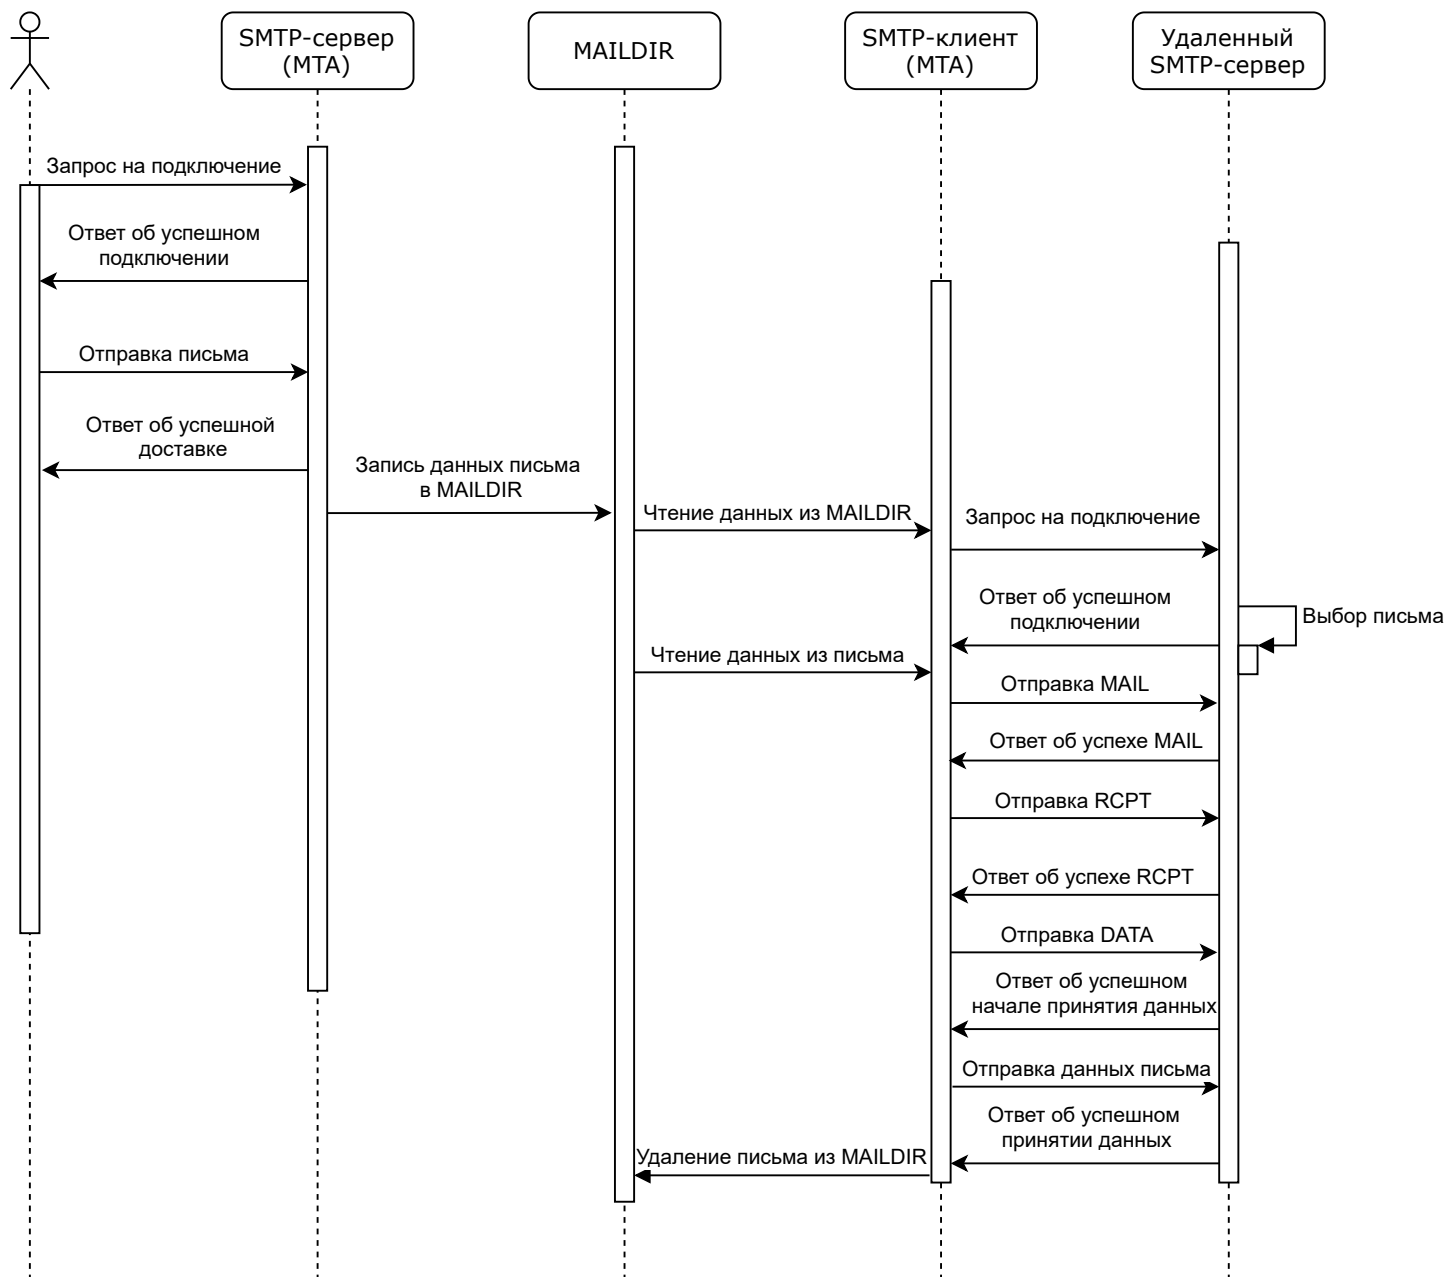 SMTP-сервер
(MTA)
MAILDIR
SMTP-клиент
(MTA)
Удаленный
SMTP-сервер
Запрос на подключение
Ответ об успешном
подключении
Отправка письма
Ответ об успешной
доставке
Запись данных письма
в MAILDIR
Чтение данных из MAILDIR
Запрос на подключение
Ответ об успешном
подключении
Выбор письма
Чтение данных из письма
Отправка MAIL
Ответ об успехе MAIL
Отправка RCPT
Ответ об успехе RCPT
Отправка DATA
Ответ об успешном
начале принятия данных
Отправка данных письма
Ответ об успешном
принятии данных
Удаление письма из MAILDIR